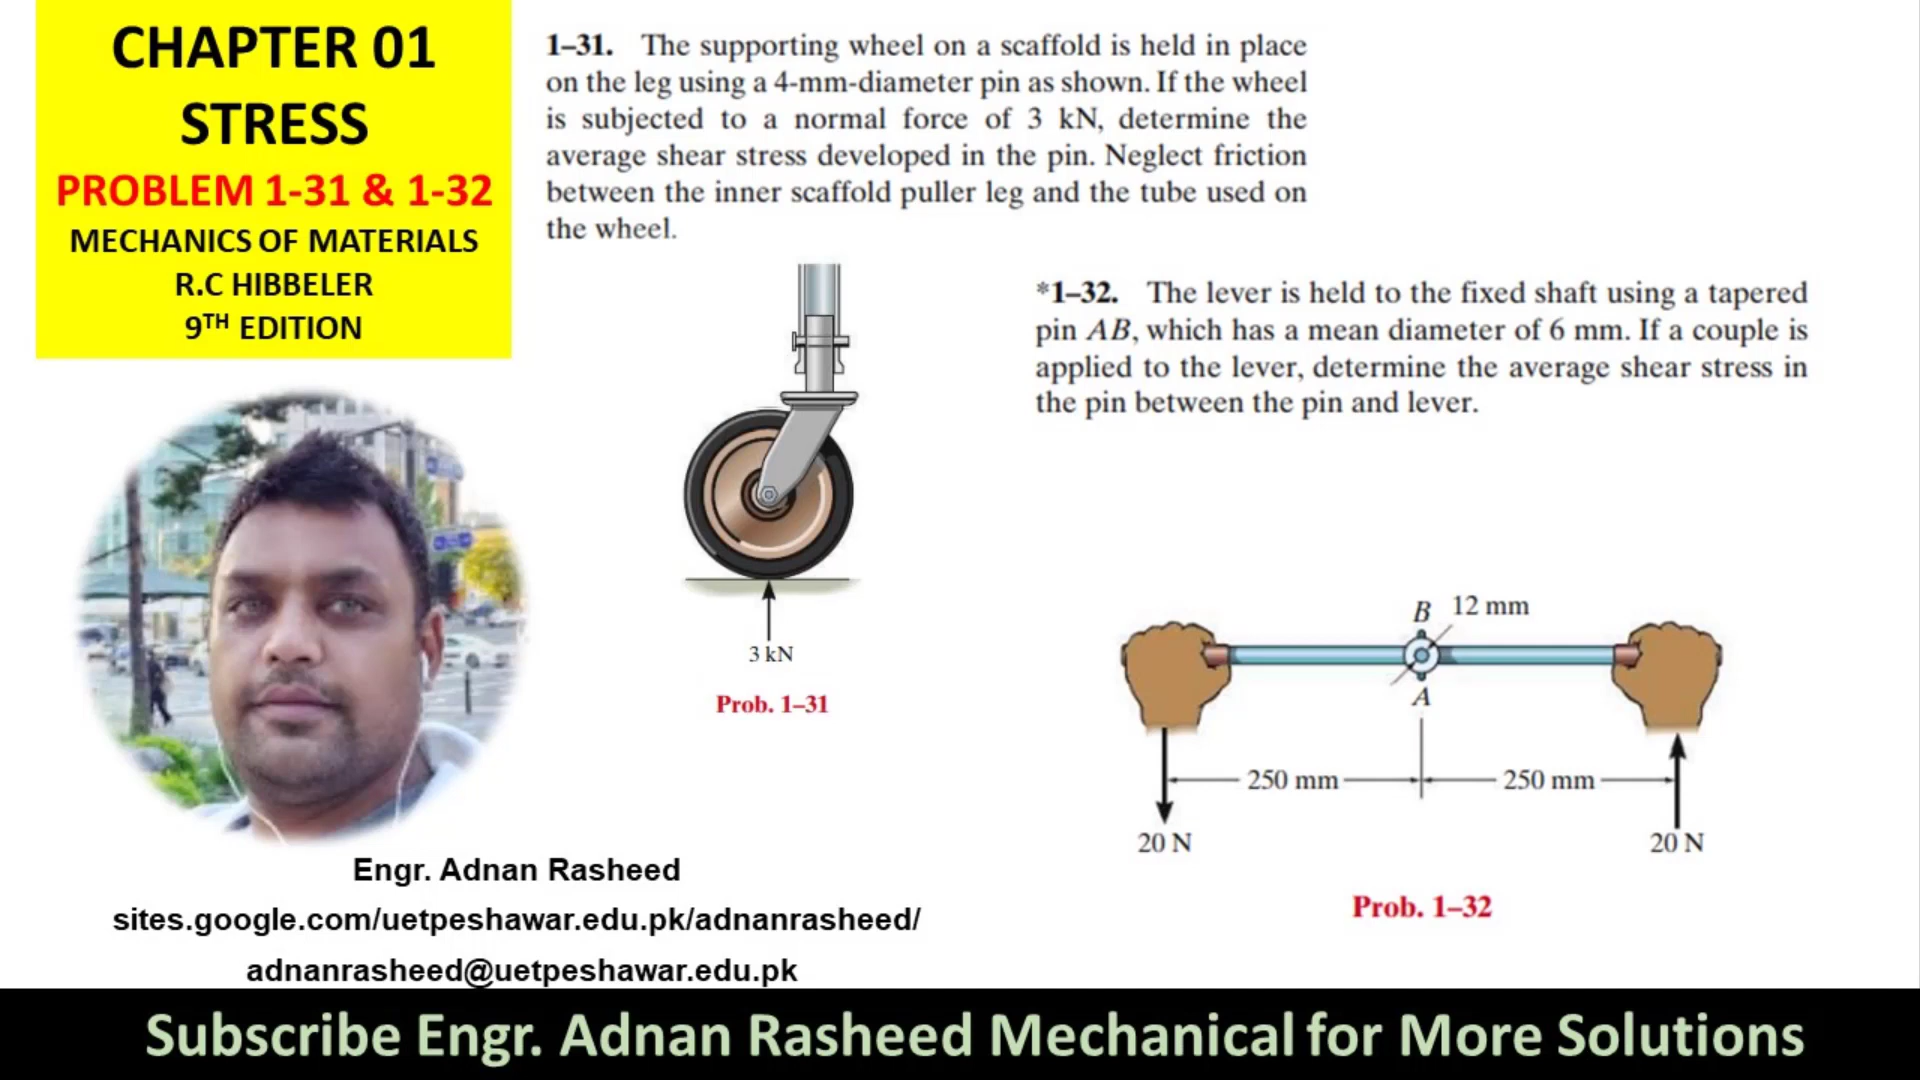 CHAPTER 01
STRESS
PROBLEM 1-31 & 1-32
MECHANICS OF MATERIALS
R.C HIBBELER
9TH EDITION
1–31. The supporting wheel on a scaffold is held in place
on the leg using a 4-mm-diameter pin as shown. If the wheel
is subjected to a normal force of 3 kN, determine the
average shear stress developed in the pin. Neglect friction
between the inner scaffold puller leg and the tube used on
the wheel.
3 kN
Prob. 1–31
*1–32. The lever is held to the fixed shaft using a tapered
pin AB, which has a mean diameter of 6 mm. If a couple is
applied to the lever, determine the average shear stress in
the pin between the pin and lever.
B 12 mm
A
250 mm 250 mm
20 N 20 N
Prob. 1–32
Engr. Adnan Rasheed
sites.google.com/uetpeshawar.edu.pk/adnanrasheed/
adnanrasheed@uetpeshawar.edu.pk
Subscribe Engr. Adnan Rasheed Mechanical for More Solutions